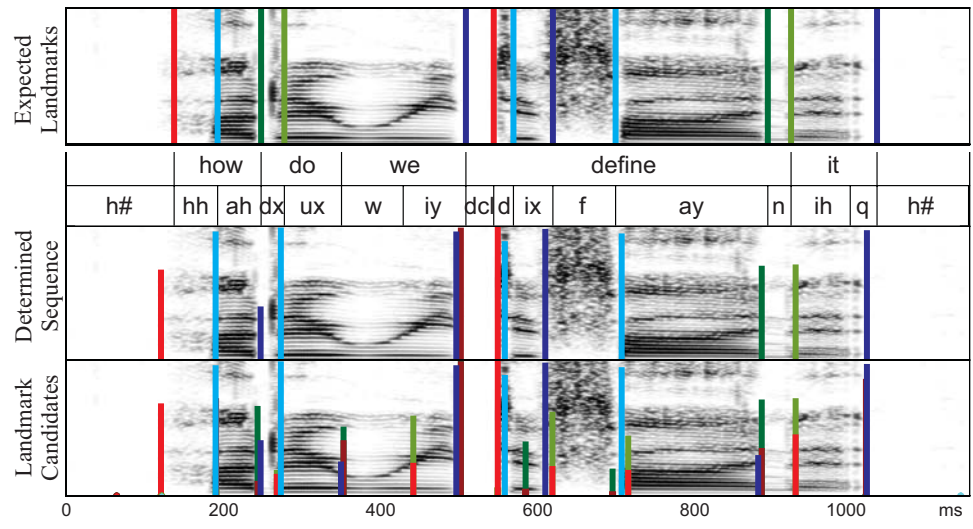 Expected
Landmarks
how do we define it
h# hh ah dx ux w iy dcl d ix f ay n ih q h#
Determined
Sequence
Landmark
Candidates
0 200 400 600 800 1000 ms